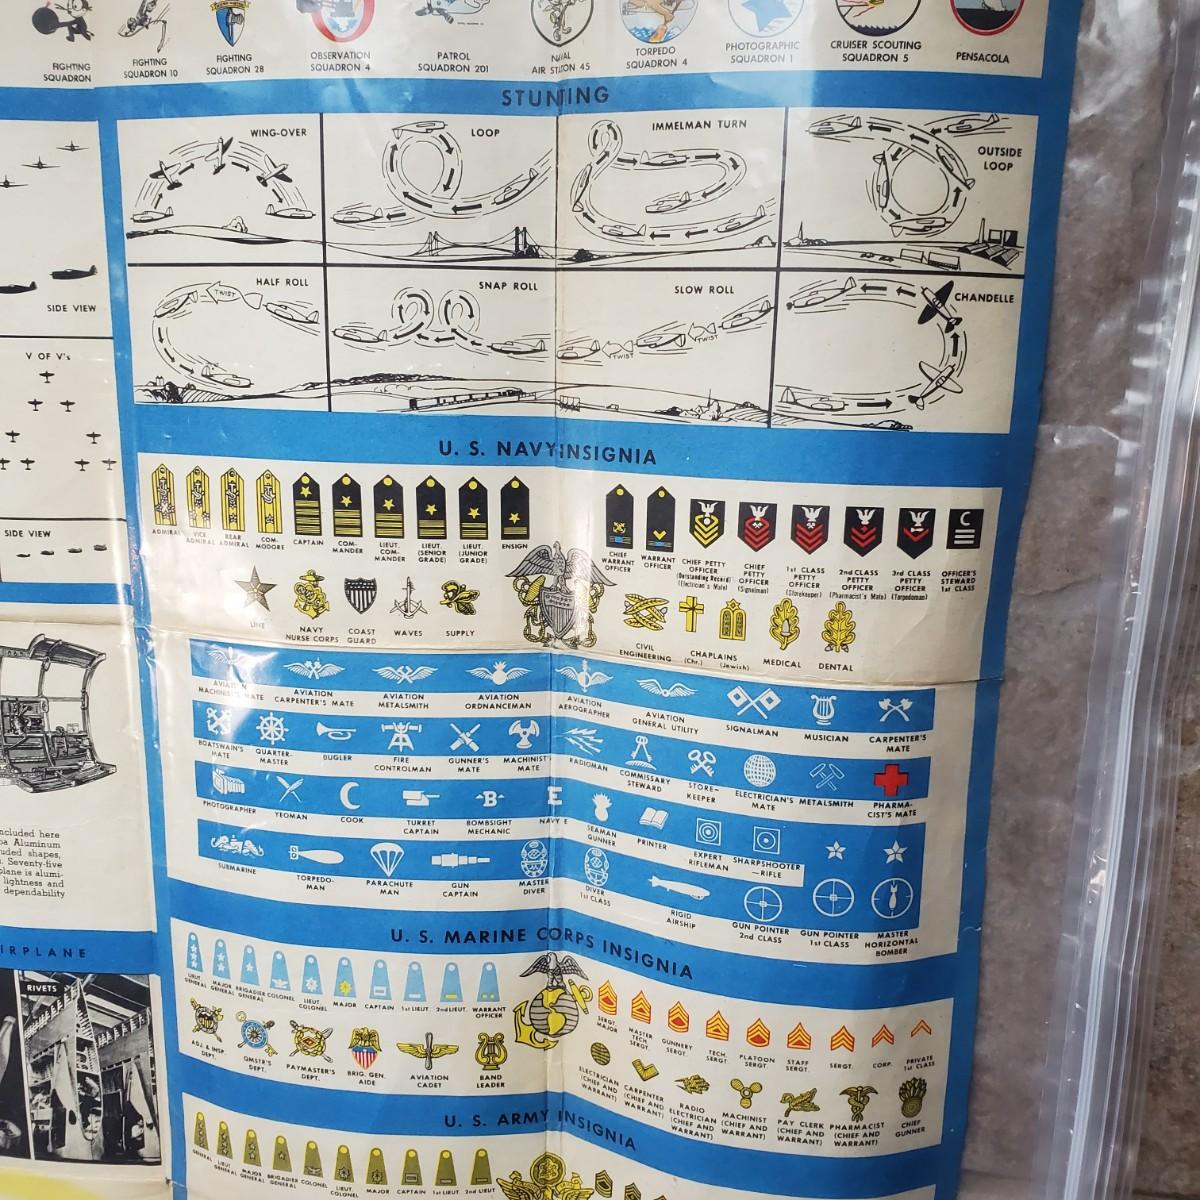 FIGHTING
SQUADRON
FIGHTING
SQUADRON 10
FIGHTING
SQUADRON 28
OBSERVATION
SQUADRON 4
PATROL
SQUADRON 201
NAVAL
AIR STATION 45
TORPEDO
SQUADRON 4
PHOTOGRAPHIC
SQUADRON 1
CRUISER SCOUTING
SQUADRON 5
PENSACOLA
STUNTING
WING-OVER
LOOP
IMMELMAN TURN
OUTSIDE
LOOP
HALF ROLL
TWIST
SNAP ROLL
SLOW ROLL
TWIST
TWIST
CHANDELLE
SIDE VIEW
V OF V's
SIDE VIEW
U. S. NAVY INSIGNIA
ADMIRAL
VICE
ADMIRAL
REAR
ADMIRAL
COM-
MODORE
CAPTAIN
COM-
MANDER
LIEUT.
COM-
MANDER
LIEUT.
(SENIOR
GRADE)
LIEUT.
(JUNIOR
GRADE)
ENSIGN
CHIEF
WARRANT
OFFICER
WARRANT
OFFICER
CHIEF PETTY
OFFICER
(Outstanding Record)
(Electrician's Mate)
CHIEF
PETTY
OFFICER
(Signalman)
1st CLASS
PETTY
OFFICER
(Storekeeper)
2nd CLASS
PETTY
OFFICER
(Pharmacist's Mate)
3rd CLASS
PETTY
OFFICER
(Torpedoman)
C
OFFICER'S
STEWARD
1st CLASS
LINE
NAVY
NURSE CORPS
COAST
GUARD
WAVES
SUPPLY
CIVIL
ENGINEERING
CHAPLAINS
(Chr.) (Jewish)
MEDICAL
DENTAL
AVIATION
MACHINIST'S MATE
AVIATION
CARPENTER'S MATE
AVIATION
METALSMITH
AVIATION
ORDNANCEMAN
AVIATION
AEROGRAPHER
AVIATION
GENERAL UTILITY
SIGNALMAN
MUSICIAN
CARPENTER'S
MATE
BOATSWAIN'S
MATE
QUARTER-
MASTER
BUGLER
FIRE
CONTROLMAN
GUNNER'S
MATE
MACHINIST'S
MATE
RADIOMAN
COMMISSARY
STEWARD
STORE-
KEEPER
ELECTRICIAN'S
MATE
METALSMITH
PHARMA-
CIST'S MATE
PHOTOGRAPHER
YEOMAN
COOK
TURRET
CAPTAIN
B
BOMBSIGHT
MECHANIC
E
NAVY E
SEAMAN
GUNNER
PRINTER
EXPERT
RIFLEMAN
SHARPSHOOTER
—RIFLE
SUBMARINE
TORPEDO-
MAN
PARACHUTE
MAN
GUN
CAPTAIN
MASTER
DIVER
DIVER
1st CLASS
RIGID
AIRSHIP
GUN POINTER
2nd CLASS
GUN POINTER
1st CLASS
MASTER
HORIZONTAL
BOMBER
ncluded here
oa Aluminum
uded shapes,
s. Seventy-five
plane is alumi-
lightness and
dependability
IRPLANE
RIVETS
U. S. MARINE CORPS INSIGNIA
LIEUT.
GENERAL
MAJOR
GENERAL
BRIGADIER
GENERAL
COLONEL
LIEUT.
COLONEL
MAJOR
CAPTAIN
1st LIEUT.
2nd LIEUT.
WARRANT
OFFICER
SERGT.
MAJOR
MASTER
TECH.
SERGT.
GUNNERY
SERGT.
TECH.
SERGT.
PLATOON
SERGT.
STAFF
SERGT.
SERGT.
CORP.
PRIVATE
1st CLASS
ADJ. & INSP.
DEPT.
QMSTR'S
DEPT.
PAYMASTER'S
DEPT.
BRIG. GEN.
AIDE
AVIATION
CADET
BAND
LEADER
ELECTRICIAN
(CHIEF AND
WARRANT)
CARPENTER
(CHIEF AND
WARRANT)
RADIO
ELECTRICIAN
(CHIEF AND
WARRANT)
MACHINIST
(CHIEF AND
WARRANT)
PAY CLERK
(CHIEF AND
WARRANT)
PHARMACIST
(CHIEF AND
WARRANT)
CHIEF
GUNNER
U. S. ARMY INSIGNIA
GENERAL
LIEUT.
GENERAL
MAJOR
GENERAL
BRIGADIER
GENERAL
COLONEL
LIEUT.
COLONEL
MAJOR
CAPTAIN
1st LIEUT.
2nd LIEUT.